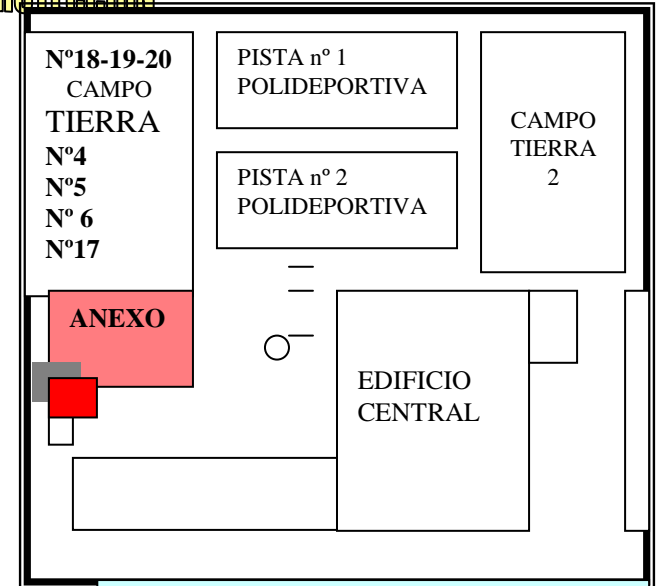 Nº18-19-20
CAMPO
TIERRA
Nº4
Nº5
Nº 6
Nº17
PISTA nº 1
POLIDEPORTIVA
PISTA nº 2
POLIDEPORTIVA
CAMPO
TIERRA
2
ANEXO
EDIFICIO
CENTRAL